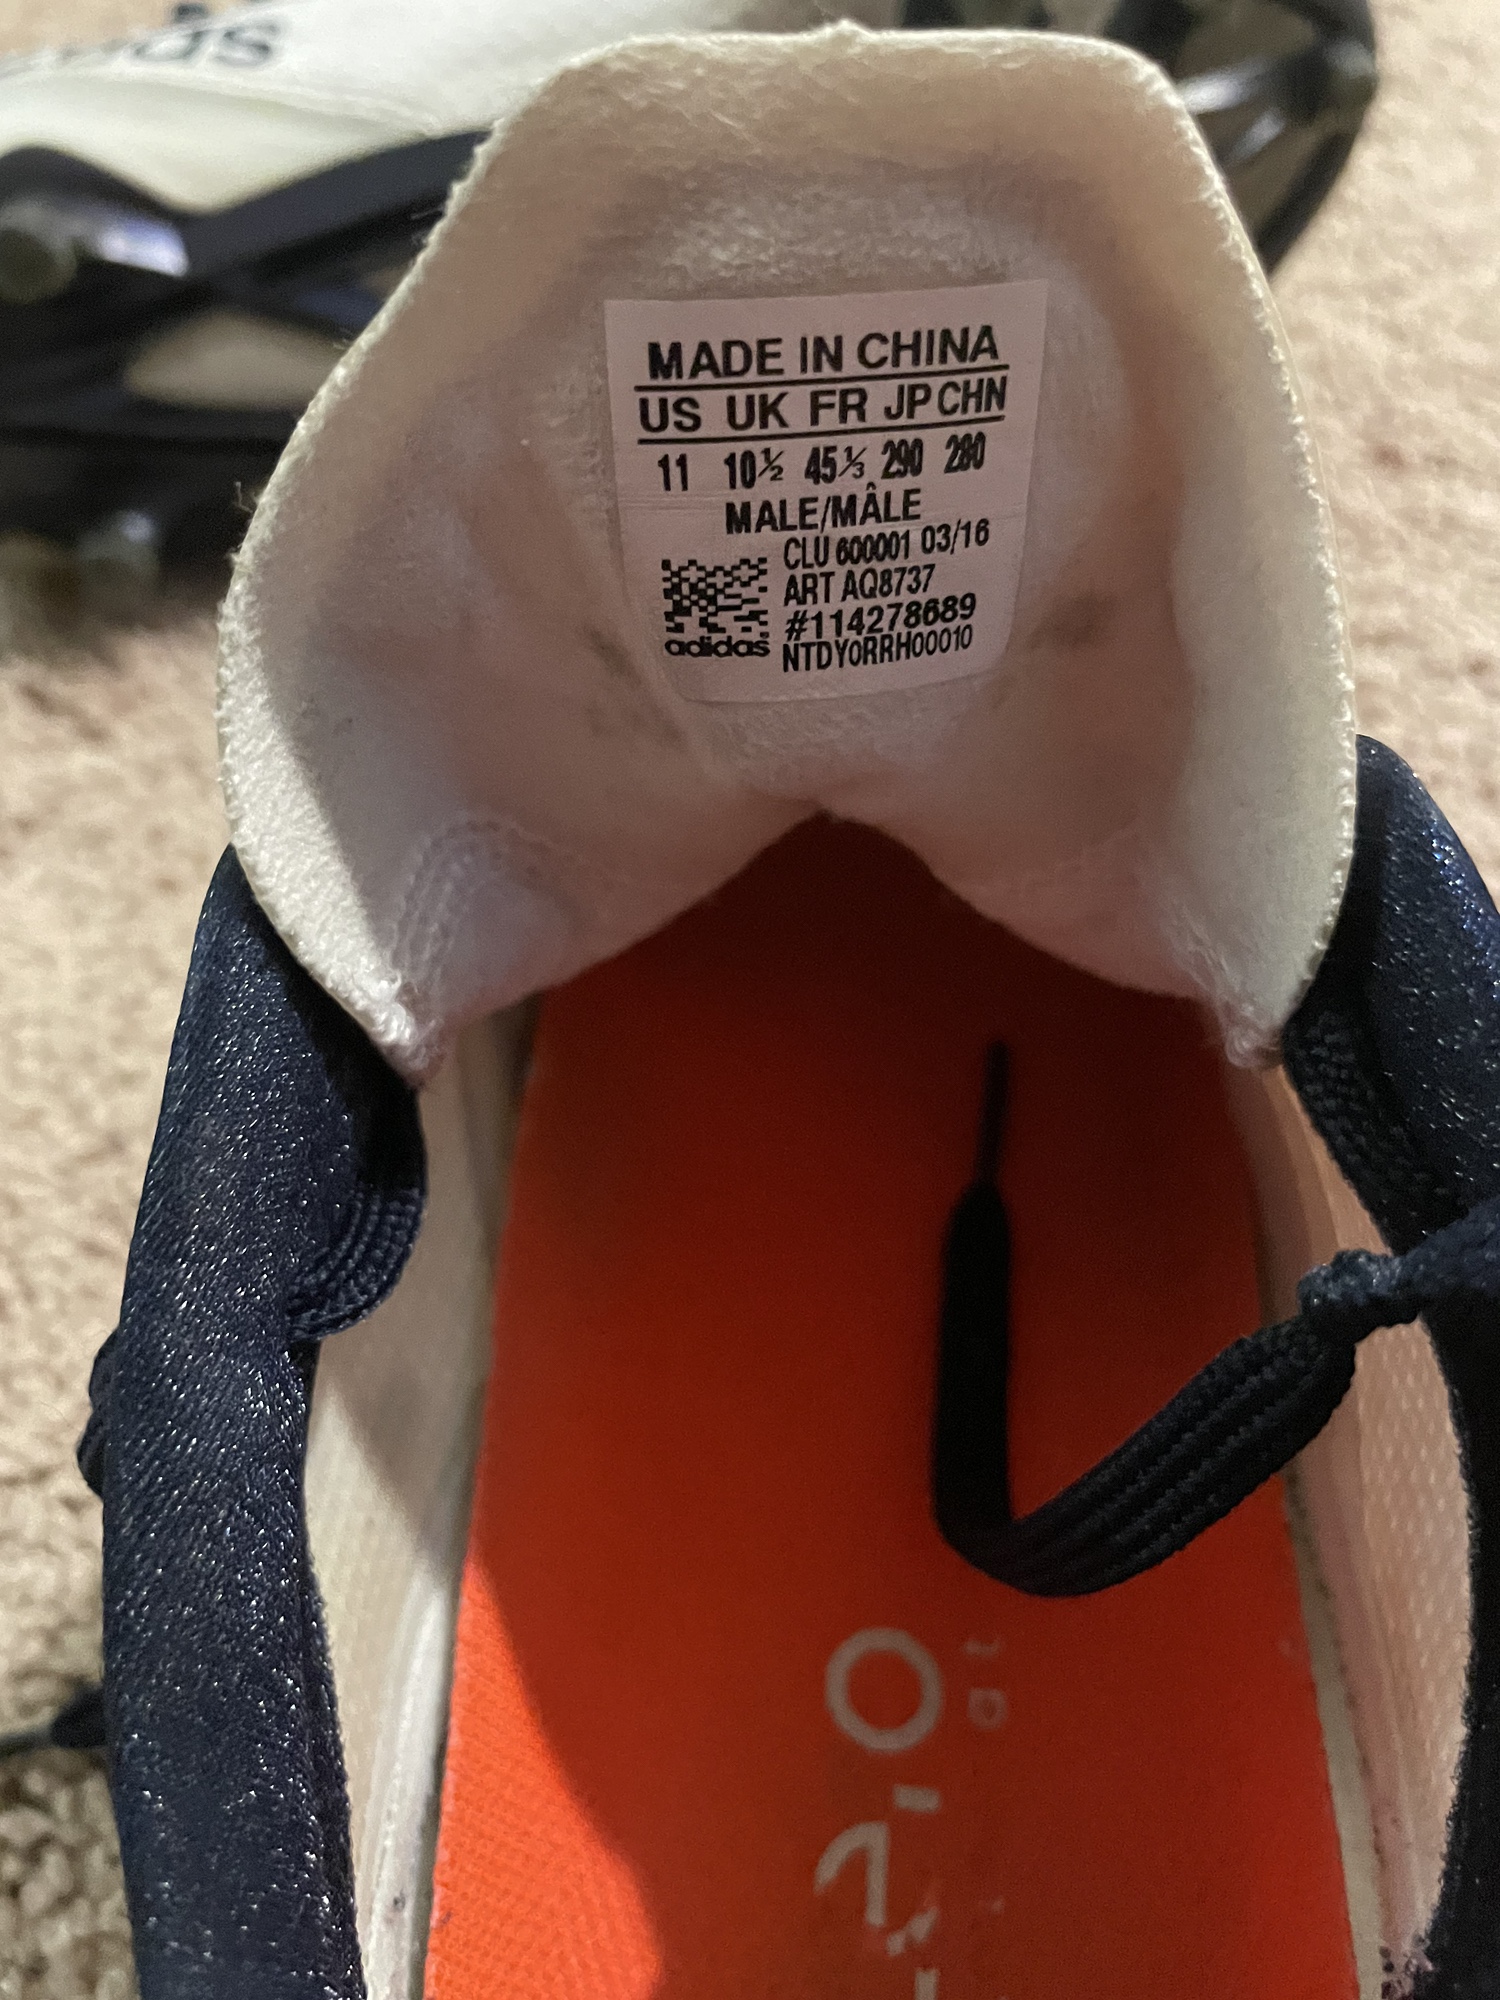 MADE IN CHINA
US UK FR JP CHN
11 10½ 45⅓ 290 280
MALE/MÂLE
CLU 600001 03/16
ART AQ8737
#114278689
adidas NTDY0RRH00010